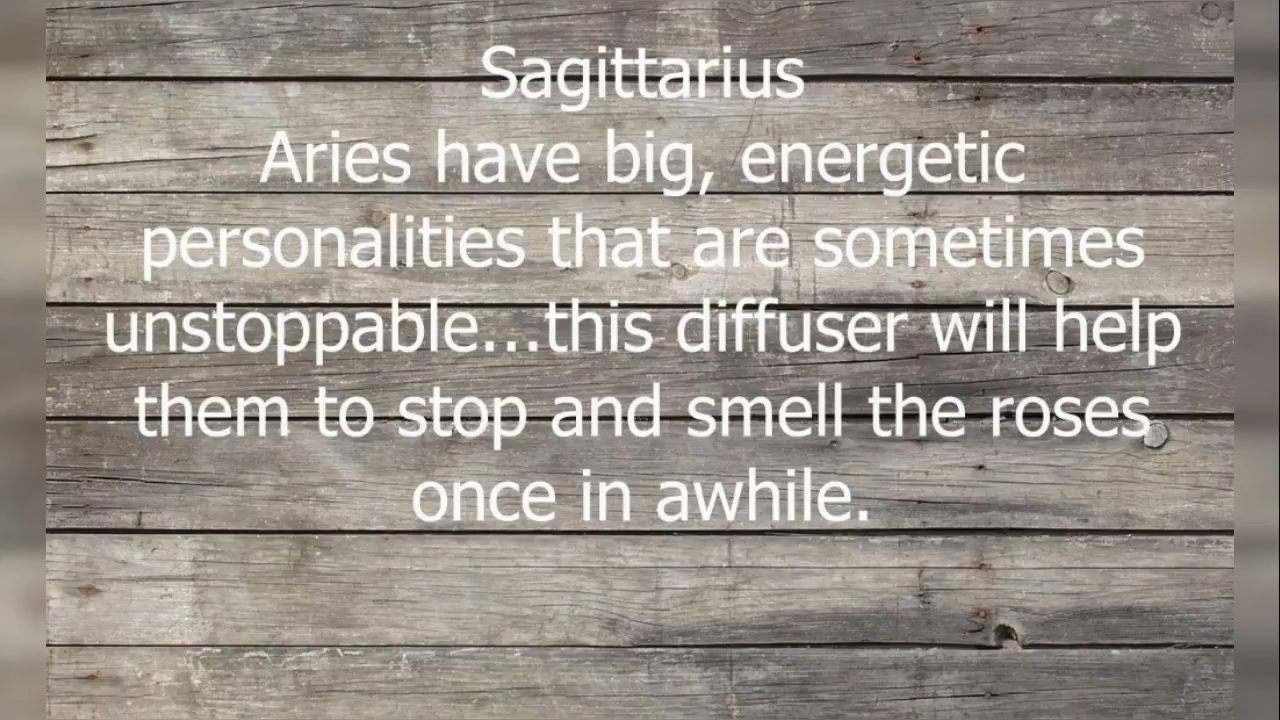 Sagittarius
Aries have big, energetic
personalities that are sometimes
unstoppable...this diffuser will help
them to stop and smell the roses
once in awhile.